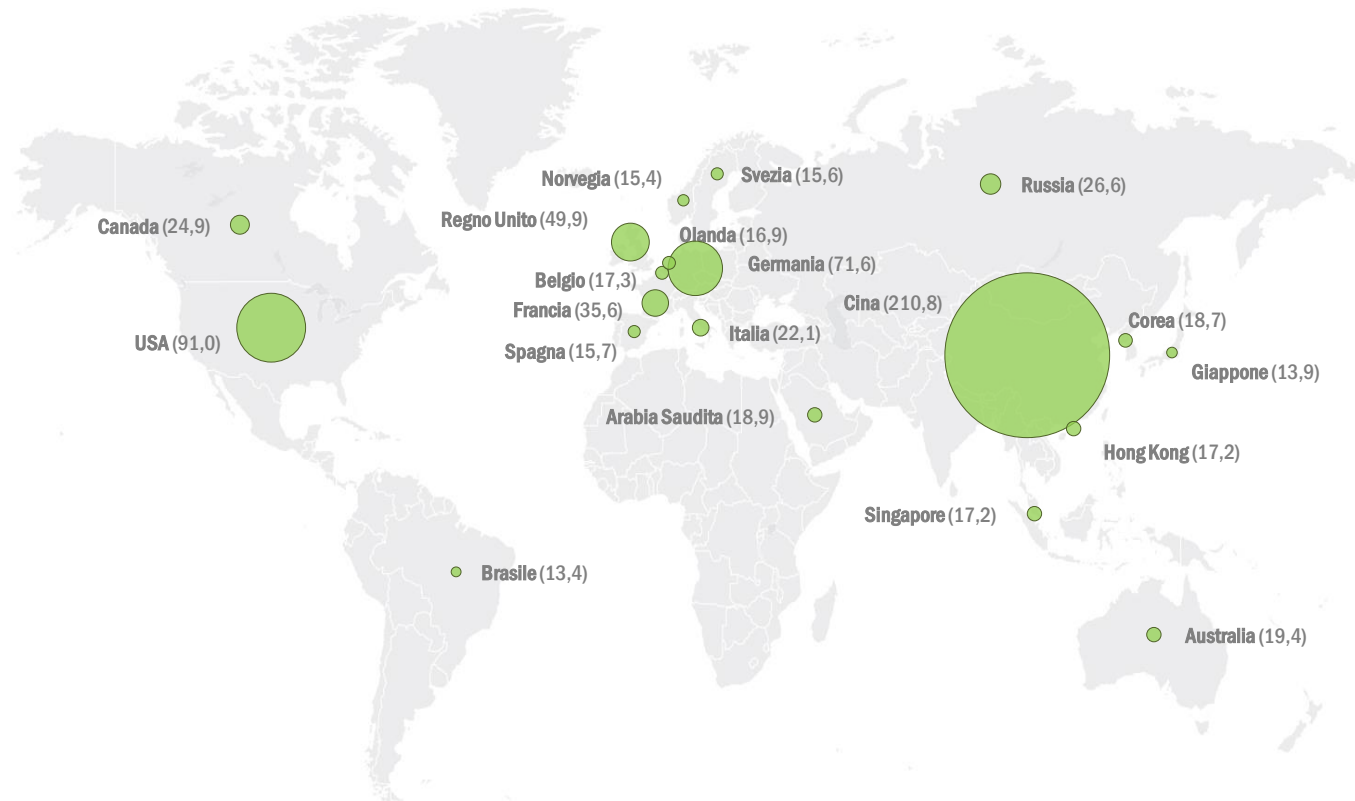 Norvegia (15,4)
Svezia (15,6)
Russia (26,6)
Canada (24,9)
Regno Unito (49,9)
Olanda (16,9)
Germania (71,6)
Belgio (17,3)
Francia (35,6)
Cina (210,8)
Corea (18,7)
USA (91,0)
Italia (22,1)
Spagna (15,7)
Giappone (13,9)
Arabia Saudita (18,9)
Hong Kong (17,2)
Singapore (17,2)
Brasile (13,4)
Australia (19,4)